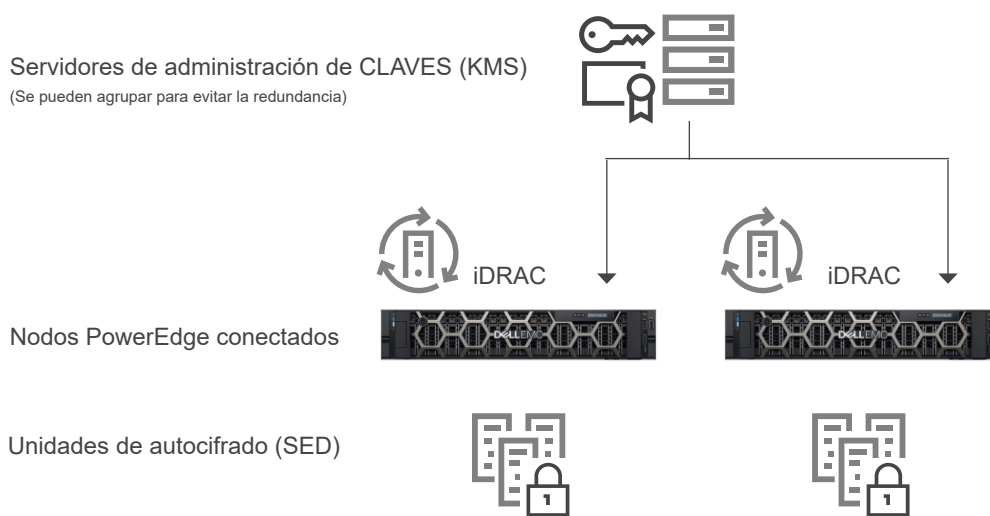 Servidores de administración de CLAVES (KMS)
(Se pueden agrupar para evitar la redundancia)
iDRAC
iDRAC
Nodos PowerEdge conectados
DELLEMC
DELLEMC
Unidades de autocifrado (SED)
1
1